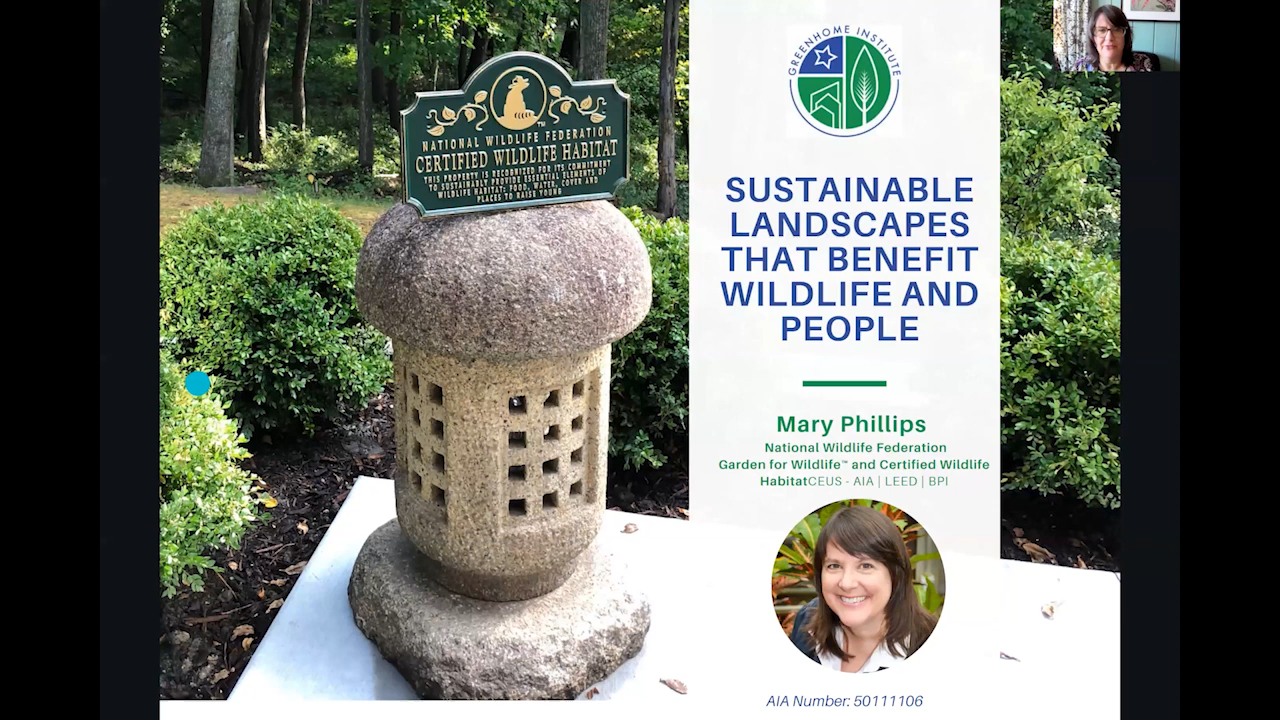 NATIONAL WILDLIFE FEDERATION
CERTIFIED WILDLIFE HABITAT
THIS PROPERTY IS RECOGNIZED FOR ITS COMMITMENT
TO SUSTAINABLY PROVIDE ESSENTIAL ELEMENTS OF
WILDLIFE HABITAT: FOOD, WATER, COVER AND
PLACES TO RAISE YOUNG
GREENHOME INSTITUTE
SUSTAINABLE
LANDSCAPES
THAT BENEFIT
WILDLIFE AND
PEOPLE
Mary Phillips
National Wildlife Federation
Garden for Wildlife™ and Certified Wildlife
HabitatCEUS - AIA | LEED | BPI
AIA Number: 50111106